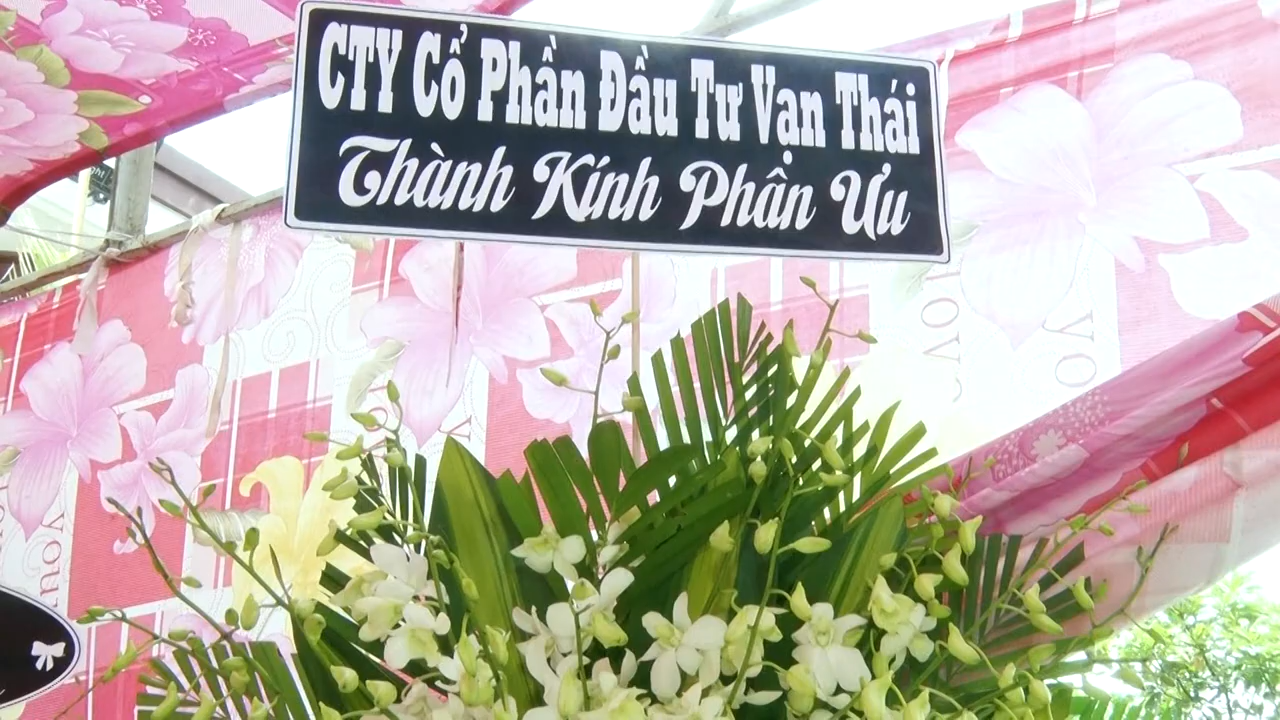 CTY Cổ Phần Đầu Tư Vạn Thái
Thành Kính Phân Ưu